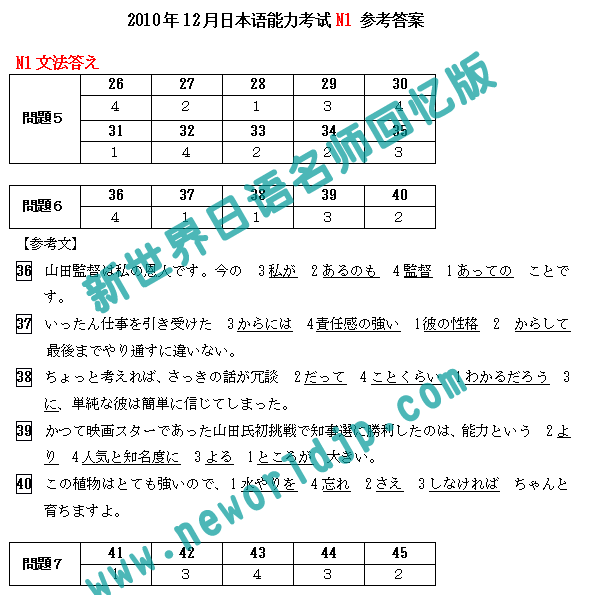 2010年12月日本语能力考试N1 参考答案
N1文法答え
問題5
26 27 28 29 30
4 2 1 3 4
31 32 33 34 35
1 4 2 2 3
問題6
36 37 38 39 40
4 1 1 3 2
【参考文】
36 山田監督は私の恩人です。今の 3私が 2あるのも 4監督 1あっての ことで
す。
37 いったん仕事を引き受けた 3からには 4責任感の強い 1彼の性格 2 からして
最後までやり通すに違いない。
38 ちょっと考えれば、さっきの話が冗談 2だって 4ことくらい 1わかるだろう 3
に、単純な彼は簡単に信じてしまった。
39 かつて映画スターであった山田氏初挑戦で知事選に勝利したのは、能力という 2よ
り 4人気と知名度に 3よる 1ところが 大きい。
40 この植物はとても強いので、1水やりを 4忘れ 2さえ 3しなければ ちゃんと
育ちますよ。
問題7
41 42 43 44 45
1 3 4 3 2
新世界日语名师回忆版
www.neworldjp.com